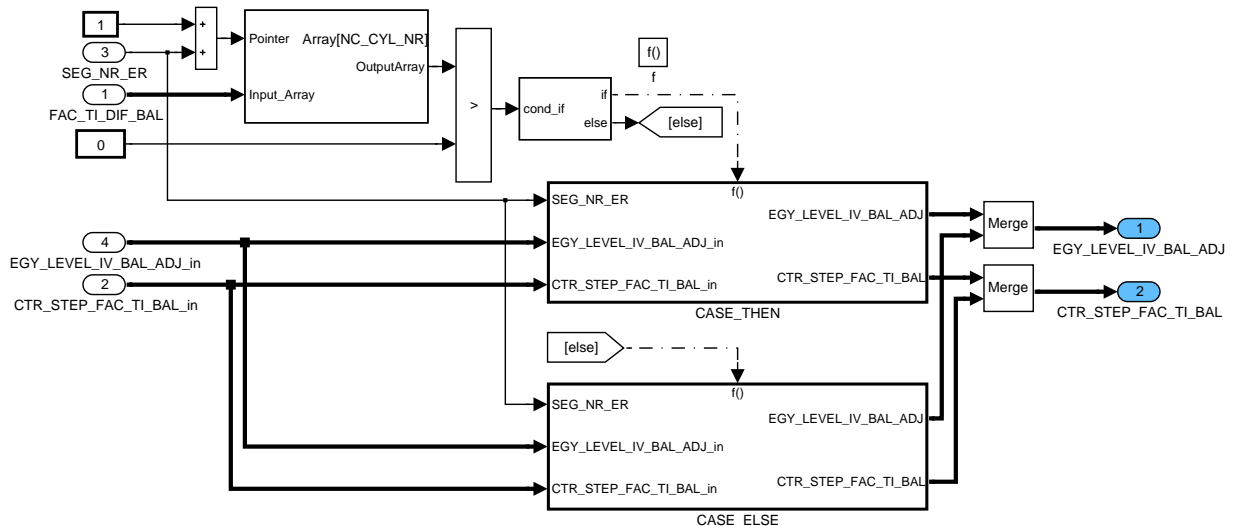 1
+
+
3
SEG_NR_ER
Pointer
Array[NC_CYL_NR]
OutputArray
Input_Array
1
FAC_TI_DIF_BAL
0
>
cond_if
if
else
f()
f
[else]
f()
SEG_NR_ER
EGY_LEVEL_IV_BAL_ADJ
EGY_LEVEL_IV_BAL_ADJ_in
CTR_STEP_FAC_TI_BAL
CTR_STEP_FAC_TI_BAL_in
CASE_THEN
4
EGY_LEVEL_IV_BAL_ADJ_in
2
CTR_STEP_FAC_TI_BAL_in
Merge
1
EGY_LEVEL_IV_BAL_ADJ
Merge
2
CTR_STEP_FAC_TI_BAL
[else]
f()
SEG_NR_ER
EGY_LEVEL_IV_BAL_ADJ
EGY_LEVEL_IV_BAL_ADJ_in
CTR_STEP_FAC_TI_BAL
CTR_STEP_FAC_TI_BAL_in
CASE_ELSE